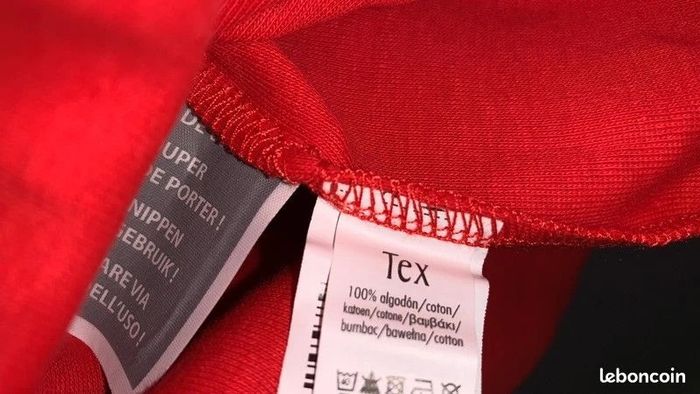 UPER
DE PORTER !
NIPPEN
GEBRUIK !
ARE VIA
ELL'USO !
Tex
100% algodón/coton/
katoen/cotone/βαμβάκι/
bumbac/bawełna/cotton
40
leboncoin